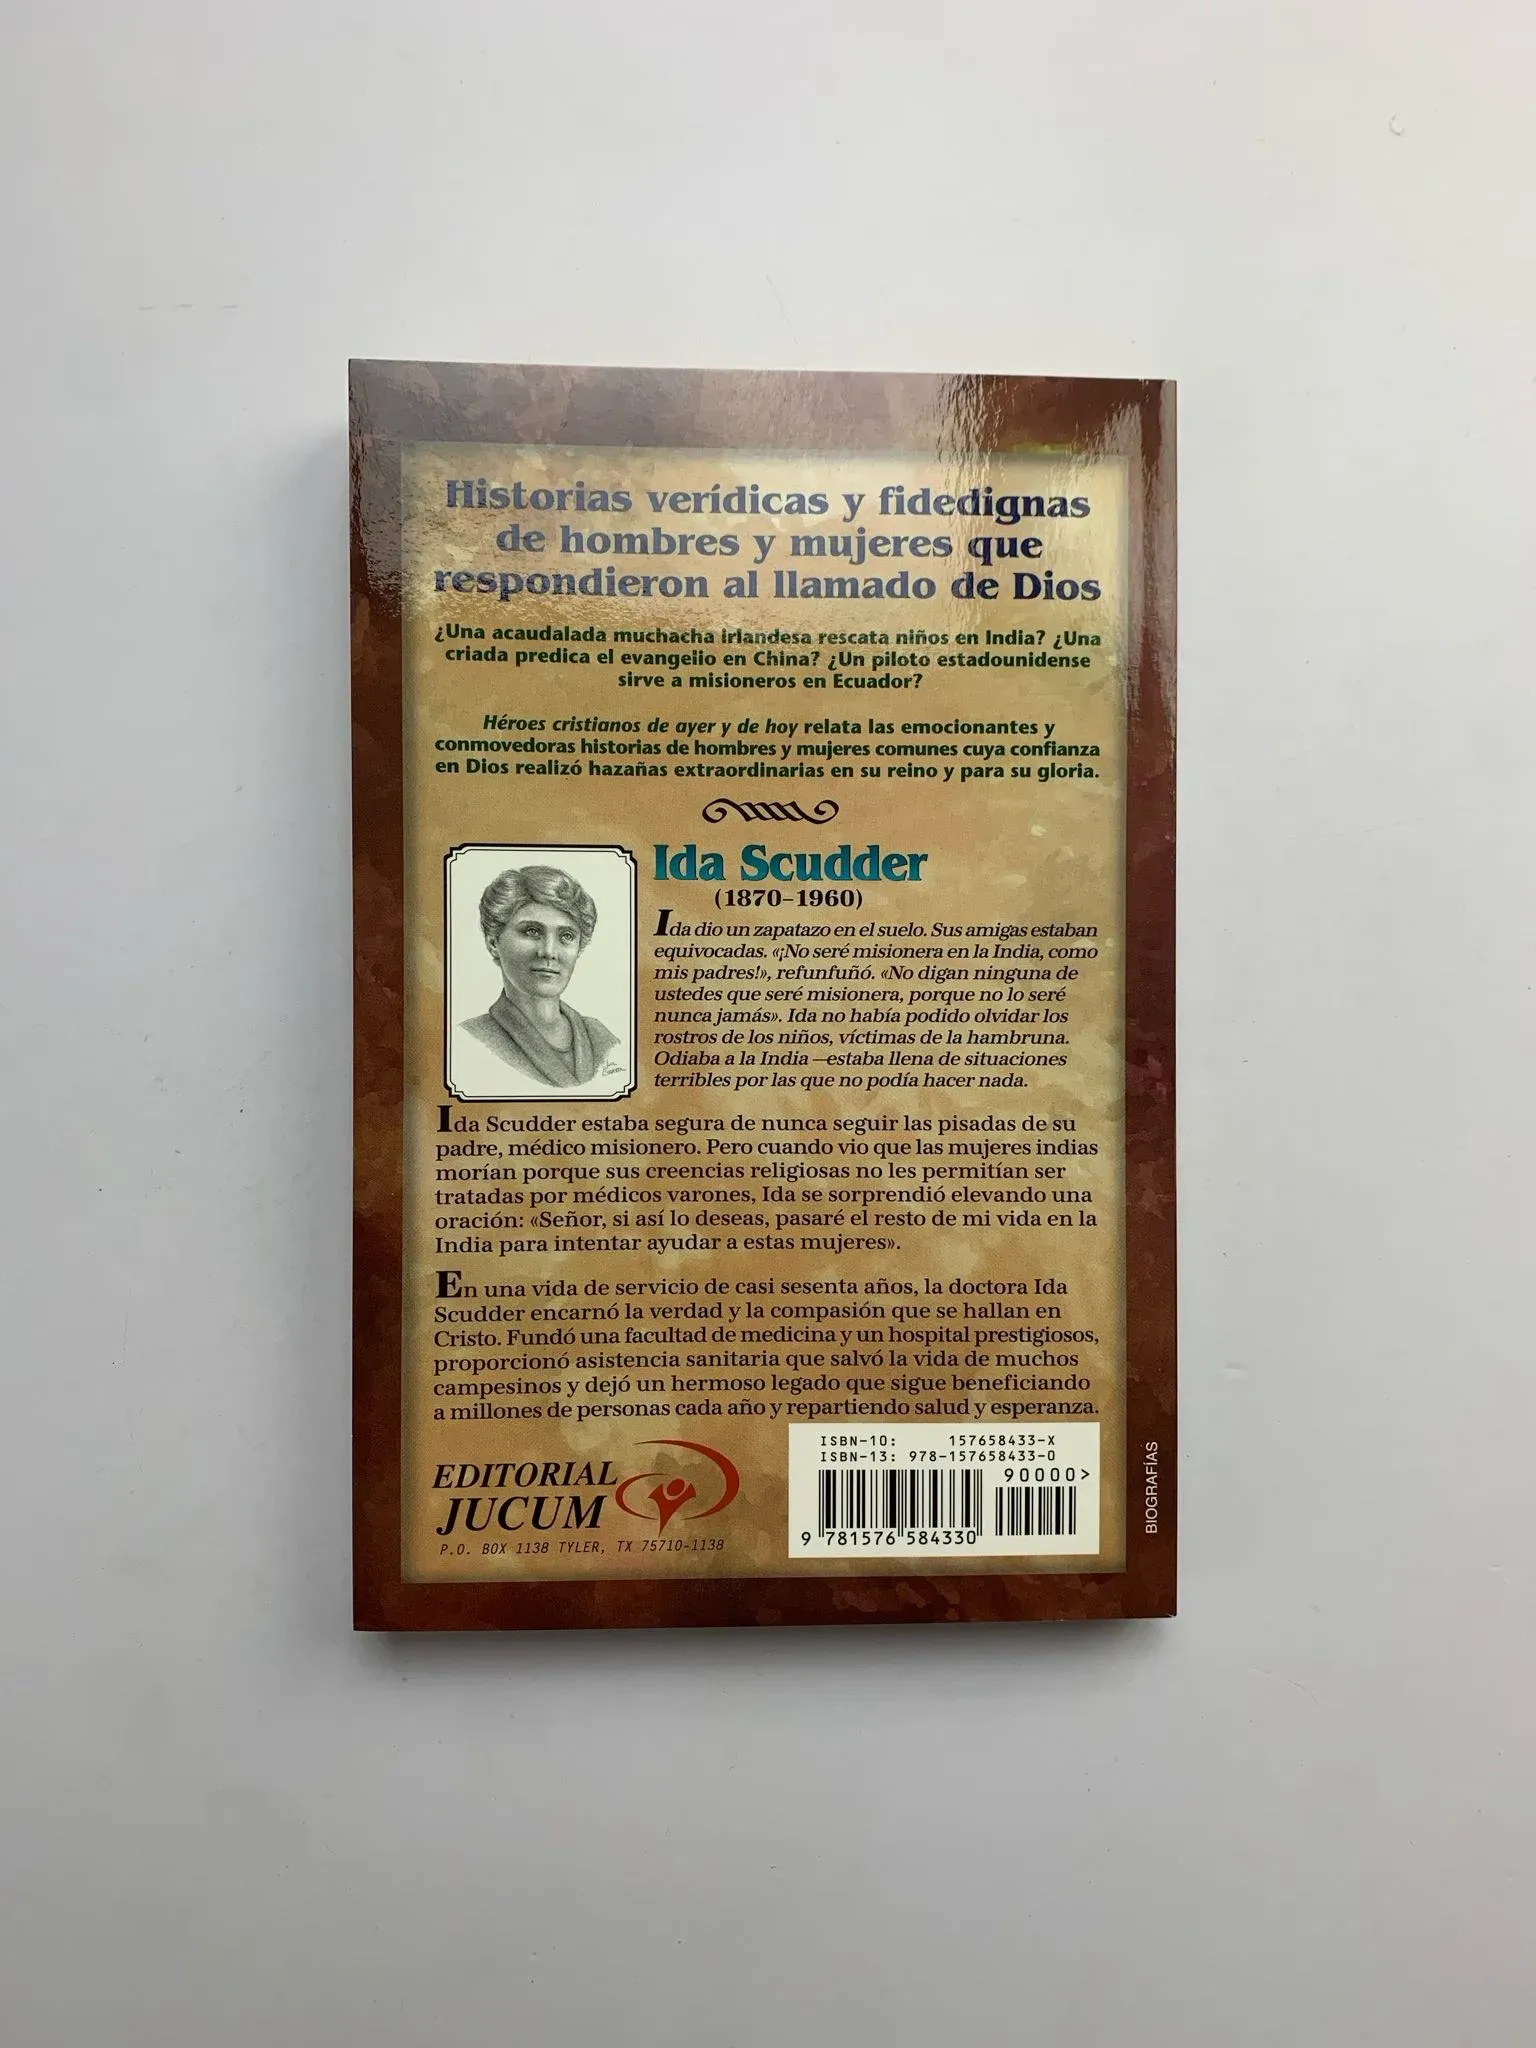 Historias verídicas y fidedignas
de hombres y mujeres que
respondieron al llamado de Dios
¿Una acaudalada muchacha irlandesa rescata niños en India? ¿Una
criada predica el evangelio en China? ¿Un piloto estadounidense
sirve a misioneros en Ecuador?
Héroes cristianos de ayer y de hoy relata las emocionantes y
conmovedoras historias de hombres y mujeres comunes cuya confianza
en Dios realizó hazañas extraordinarias en su reino y para su gloria.
Ida Scudder
(1870–1960)
Ida dio un zapatazo en el suelo. Sus amigas estaban
equivocadas. «¡No seré misionera en la India, como
mis padres!», refunfuñó. «No digan ninguna de
ustedes que seré misionera, porque no lo seré
nunca jamás». Ida no había podido olvidar los
rostros de los niños, víctimas de la hambruna.
Odiaba a la India —estaba llena de situaciones
terribles por las que no podía hacer nada.
Ida Scudder estaba segura de nunca seguir las pisadas de su
padre, médico misionero. Pero cuando vio que las mujeres indias
morían porque sus creencias religiosas no les permitían ser
tratadas por médicos varones, Ida se sorprendió elevando una
oración: «Señor, si así lo deseas, pasaré el resto de mi vida en la
India para intentar ayudar a estas mujeres».
En una vida de servicio de casi sesenta años, la doctora Ida
Scudder encarnó la verdad y la compasión que se hallan en
Cristo. Fundó una facultad de medicina y un hospital prestigiosos,
proporcionó asistencia sanitaria que salvó la vida de muchos
campesinos y dejó un hermoso legado que sigue beneficiando
a millones de personas cada año y repartiendo salud y esperanza.
EDITORIAL
JUCUM
P.O. BOX 1138 TYLER, TX 75710-1138
ISBN-10: 157658433-X
ISBN-13: 978-157658433-0
90000>
9 781576 584330
BIOGRAFÍAS